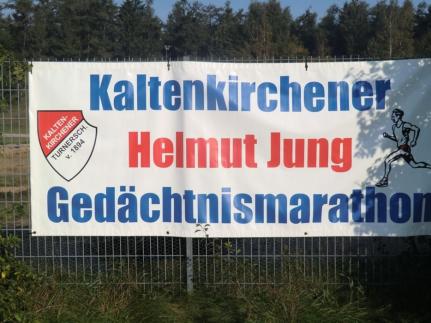 Kaltenkirchener
Helmut Jung
Gedächtnismarathon
KALTEN-
KIRCHENER
TURNERSCH.
v. 1894